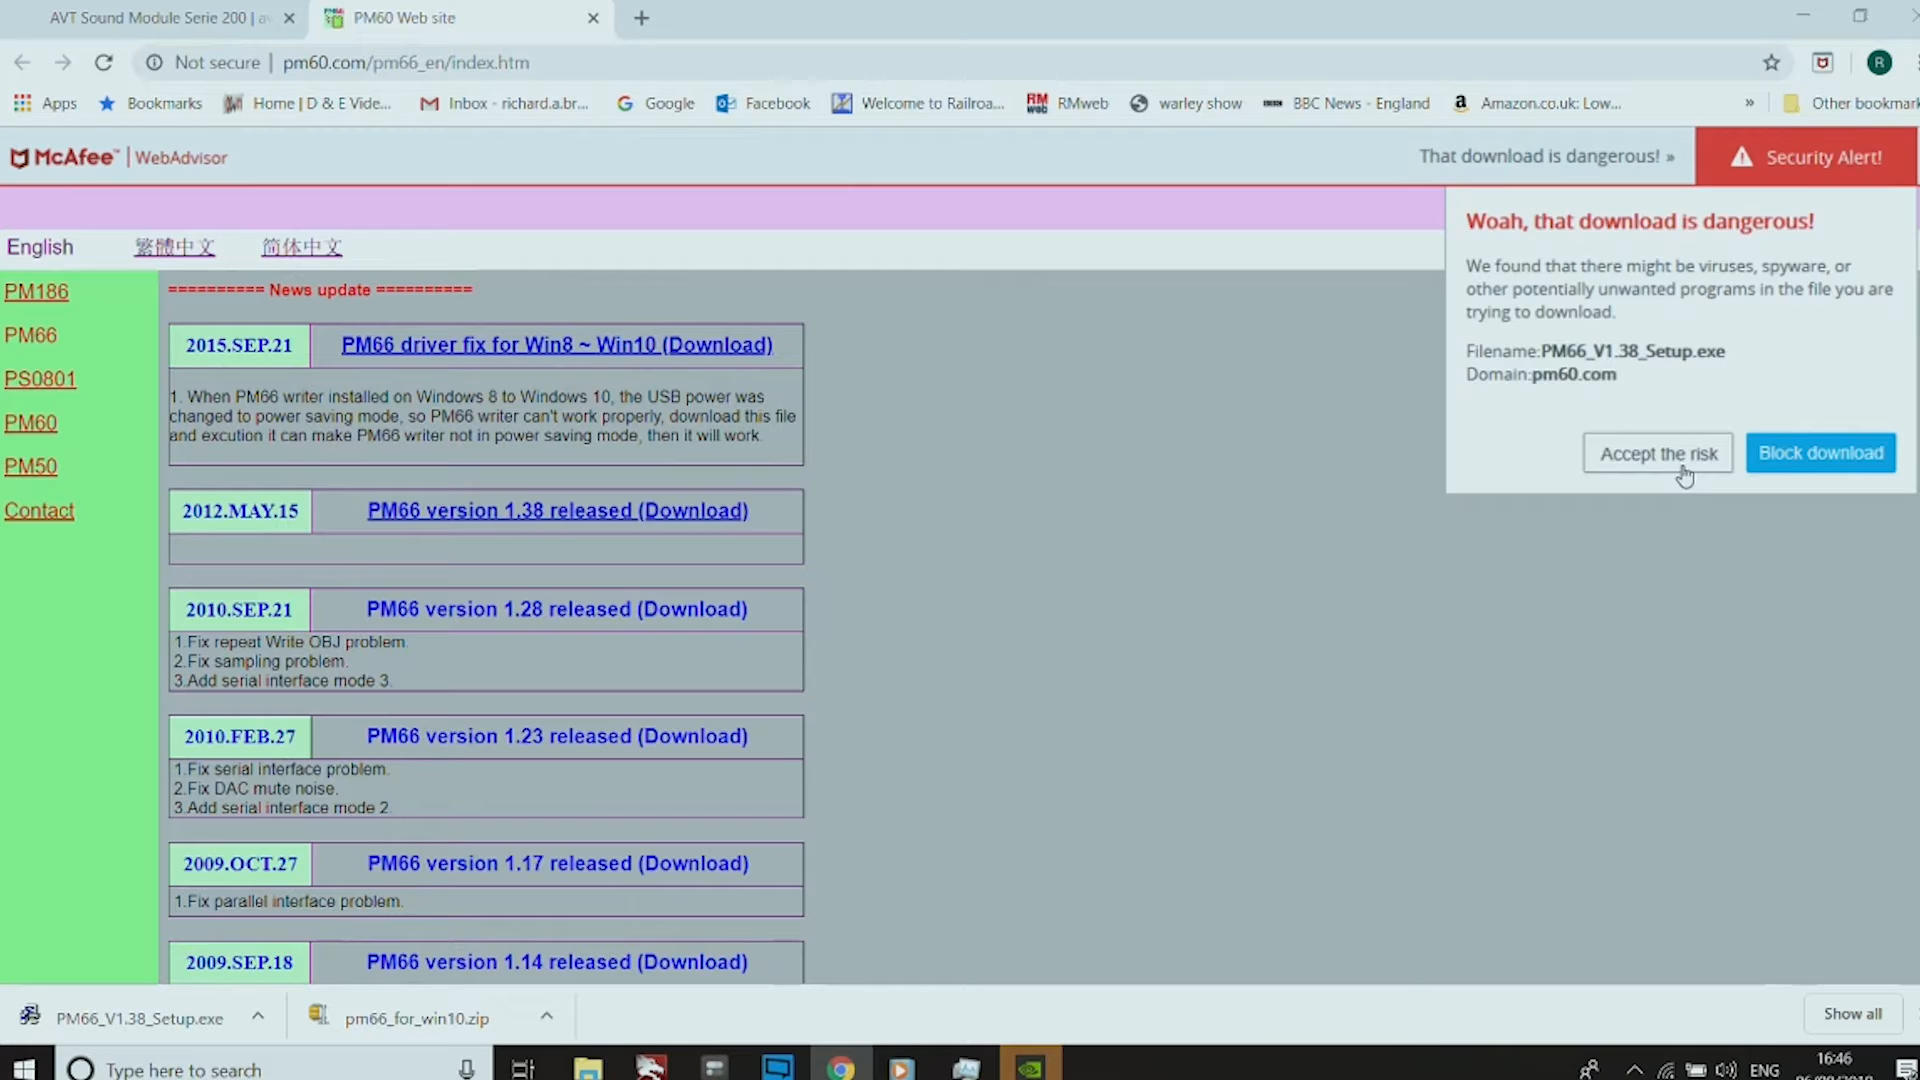 AVT Sound Module Serie 200 | av
PM60 Web site
Not secure | pm60.com/pm66_en/index.htm
R
Apps
Bookmarks
Home | D & E Vide...
Inbox - richard.a.br...
Google
Facebook
Welcome to Railroa...
RMweb
warley show
BBC News - England
Amazon.co.uk: Low...
»
Other bookmark
McAfee™ | WebAdvisor
That download is dangerous! »
Security Alert!
Woah, that download is dangerous!
We found that there might be viruses, spyware, or
other potentially unwanted programs in the file you are
trying to download.
Filename:PM66_V1.38_Setup.exe
Domain:pm60.com
Accept the risk
Block download
English
繁體中文
简体中文
PM186
PM66
PS0801
PM60
PM50
Contact
========== News update ==========
2015.SEP.21
PM66 driver fix for Win8 ~ Win10 (Download)
1. When PM66 writer installed on Windows 8 to Windows 10, the USB power was
changed to power saving mode, so PM66 writer can't work properly, download this file
and excution it can make PM66 writer not in power saving mode, then it will work.
2012.MAY.15
PM66 version 1.38 released (Download)
2010.SEP.21
PM66 version 1.28 released (Download)
1.Fix repeat Write OBJ problem.
2.Fix sampling problem.
3.Add serial interface mode 3.
2010.FEB.27
PM66 version 1.23 released (Download)
1.Fix serial interface problem.
2.Fix DAC mute noise.
3.Add serial interface mode 2.
2009.OCT.27
PM66 version 1.17 released (Download)
1.Fix parallel interface problem.
2009.SEP.18
PM66 version 1.14 released (Download)
PM66_V1.38_Setup.exe
pm66_for_win10.zip
Show all
Type here to search
ENG
16:46